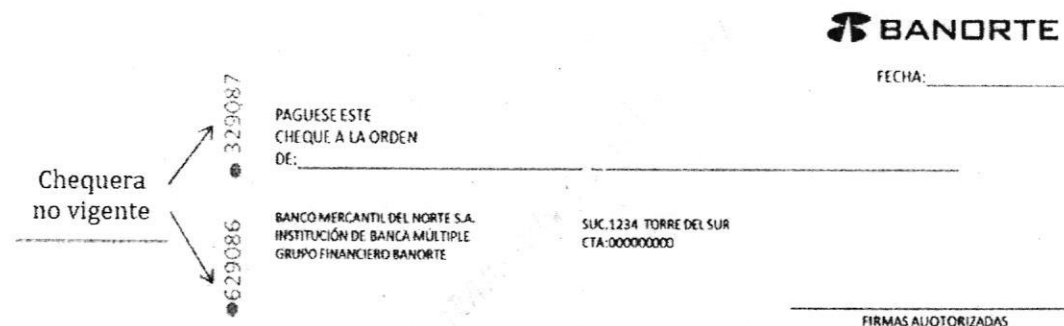 BANORTE
FECHA:
329087
PAGUESE ESTE
CHEQUE A LA ORDEN
DE:
Chequera
no vigente
629086
BANCO MERCANTIL DEL NORTE S.A.
INSTITUCIÓN DE BANCA MÚLTIPLE
GRUPO FINANCIERO BANORTE
SUC.1234 TORRE DEL SUR
CTA:000000000
FIRMAS AUOTORIZADAS